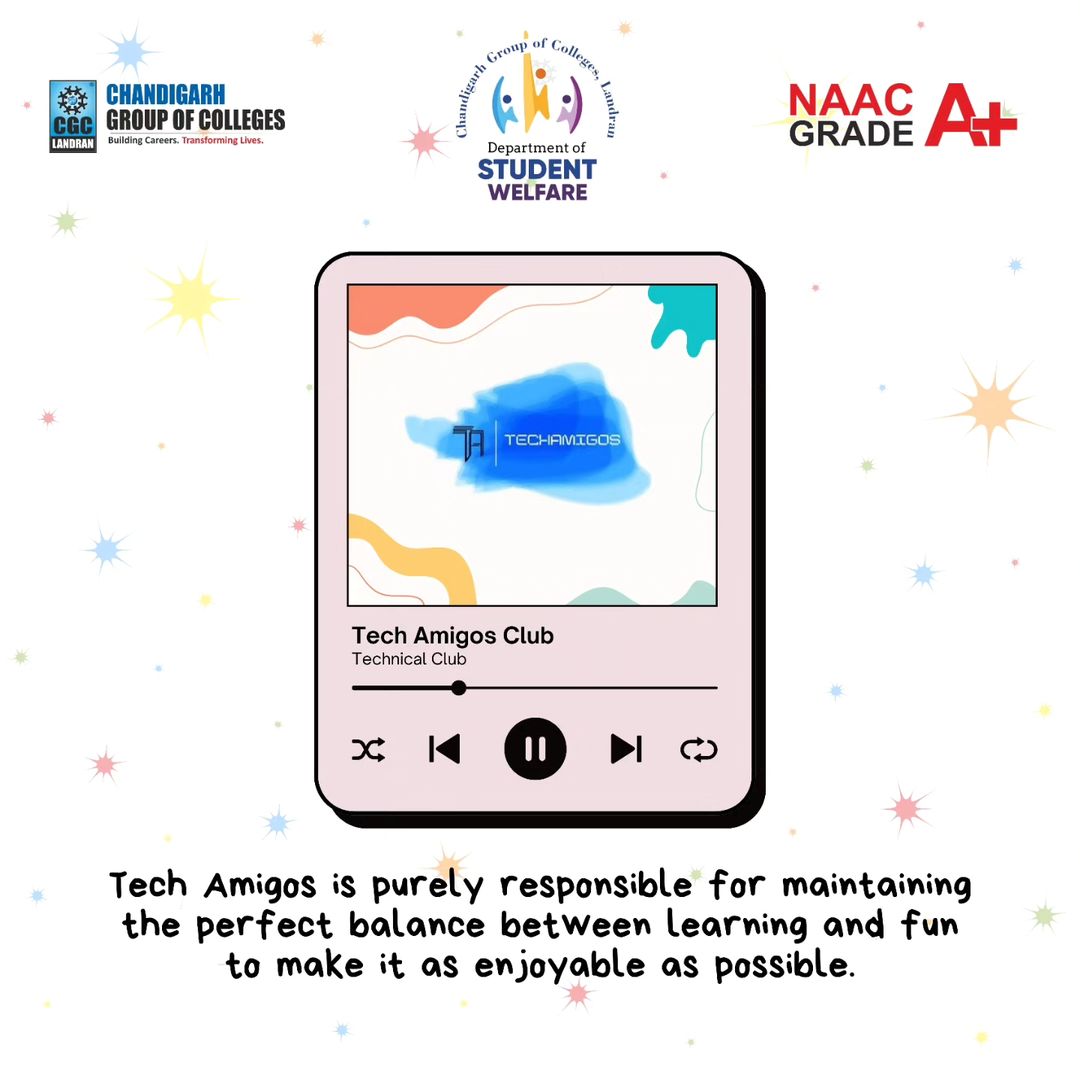 CHANDIGARH
GROUP OF COLLEGES
Building Careers. Transforming Lives.
CGC
LANDRAN
Chandigarh Group of Colleges, Landran
Department of
STUDENT
WELFARE
NAAC
GRADE
A+
TA
TECHAMIGOS
Tech Amigos Club
Technical Club
Tech Amigos is purely responsible for maintaining
the perfect balance between learning and fun
to make it as enjoyable as possible.